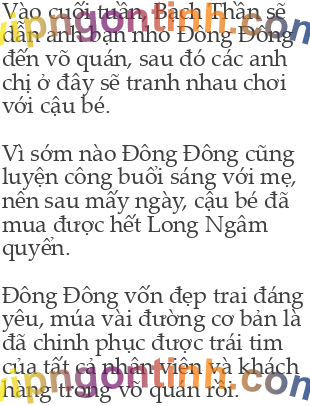 Vào cuối tuần, Bạch Thần sẽ
dẫn anh bạn nhỏ Đông Đông
đến võ quán, sau đó các anh
chị ở đây sẽ tranh nhau chơi
với cậu bé.
Vì sớm nào Đông Đông cũng
luyện công buổi sáng với mẹ,
nên sau mấy ngày, cậu bé đã
mua được hết Long Ngâm
quyển.
Đông Đông vốn đẹp trai đáng
yêu, múa vài đường cơ bản là
đã chinh phục được trái tim
của tất cả nhân viên và khách
hàng trong võ quán rồi.
vipngontinh.com
vipngontinh.com